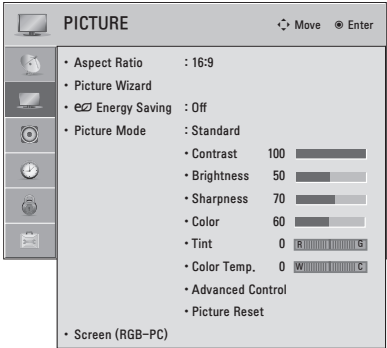 PICTURE Move Enter
• Aspect Ratio : 16:9
• Picture Wizard
• Energy Saving : Off
• Picture Mode : Standard
• Contrast 100
• Brightness 50
• Sharpness 70
• Color 60
• Tint 0 R G
• Color Temp. 0 W C
• Advanced Control
• Picture Reset
• Screen (RGB-PC)